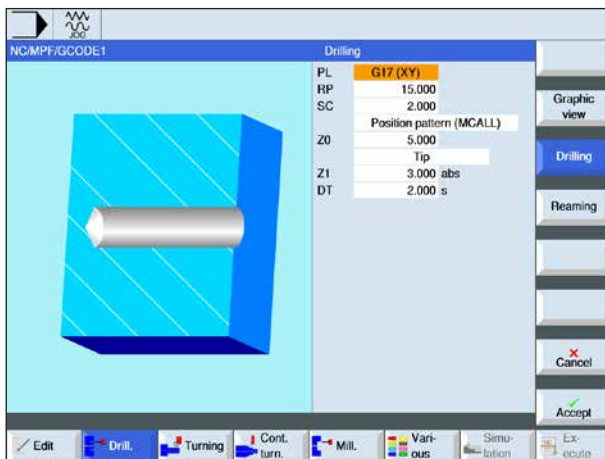 JOG
NC/MPF/GCODE1
Drilling
PL G17 (XY)
RP 15.000
SC 2.000
Position pattern (MCALL)
Z0 5.000
Tip
Z1 3.000 abs
DT 2.000 s
Graphic
view
Drilling
Reaming
Cancel
Accept
Edit
Drill.
Turning
Cont.
turn.
Mill.
Vari-
ous
Simu-
lation
Ex-
ecute